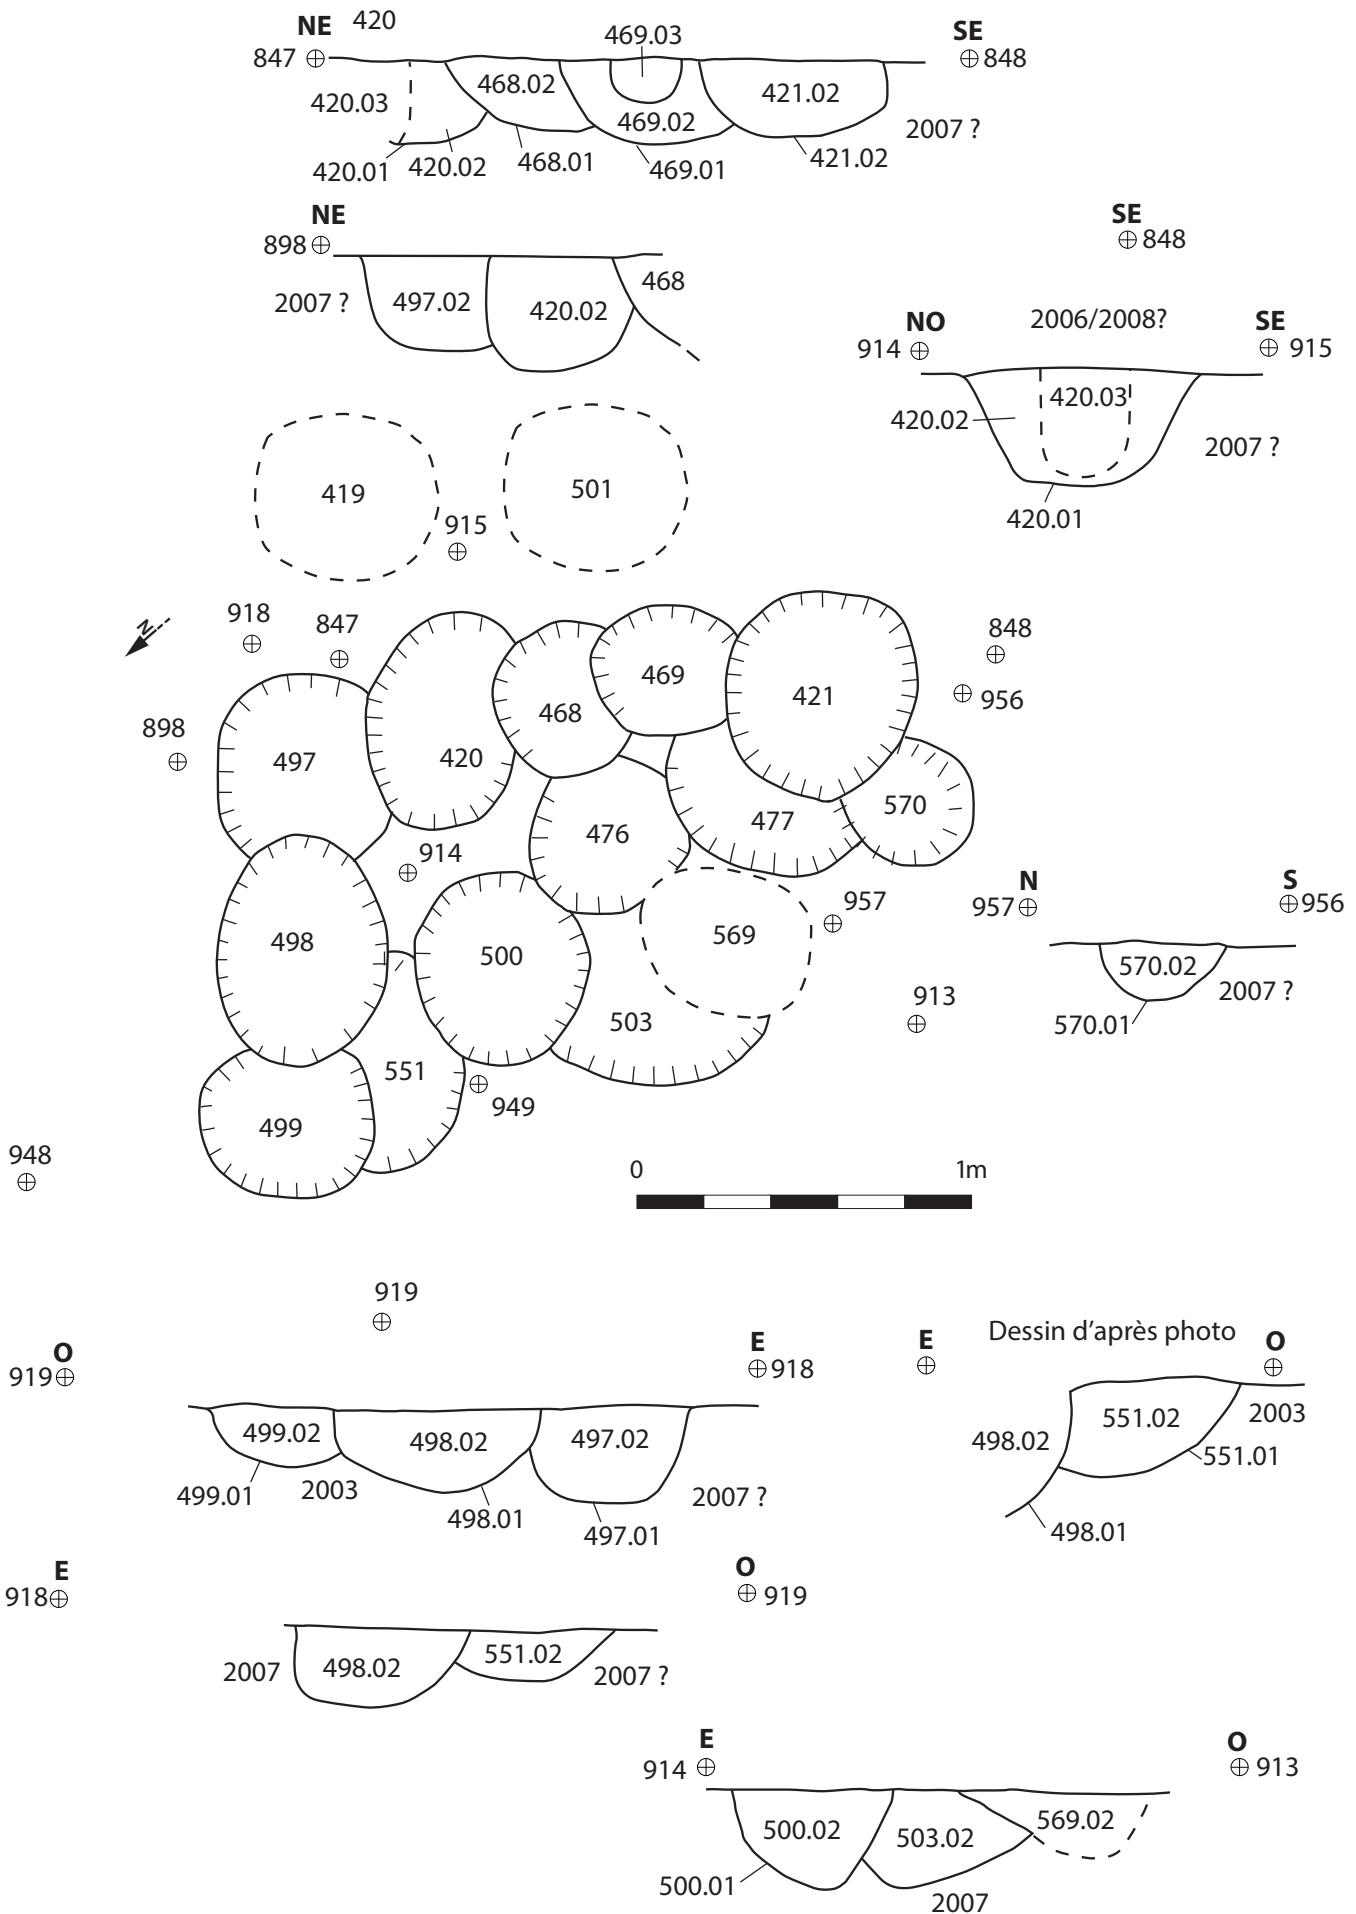 NE 420 469.03 SE
847 848
420.03 468.02 421.02
469.02 2007 ?
420.01 420.02 468.01 469.01 421.02
NE
898
468
2007 ? 497.02 420.02
SE
848
NO 2006/2008? SE
914 915
420.03
420.02
2007 ?
420.01
419 501
915
918 847
N
848
469
421 956
468
898
497 420
570
477
476
914
957
498 569
500
913
503
551
949
499
948
0 1m
N S
957 956
570.02
2007 ?
570.01
919
O E
919 918
499.02 498.02 497.02
499.01 2003 2007 ?
498.01
497.01
Dessin d'après photo
E O
551.02 2003
498.02 551.01
498.01
E O
918 919
551.02
2007 498.02 2007 ?
E O
914 913
500.02 503.02 569.02
500.01
2007